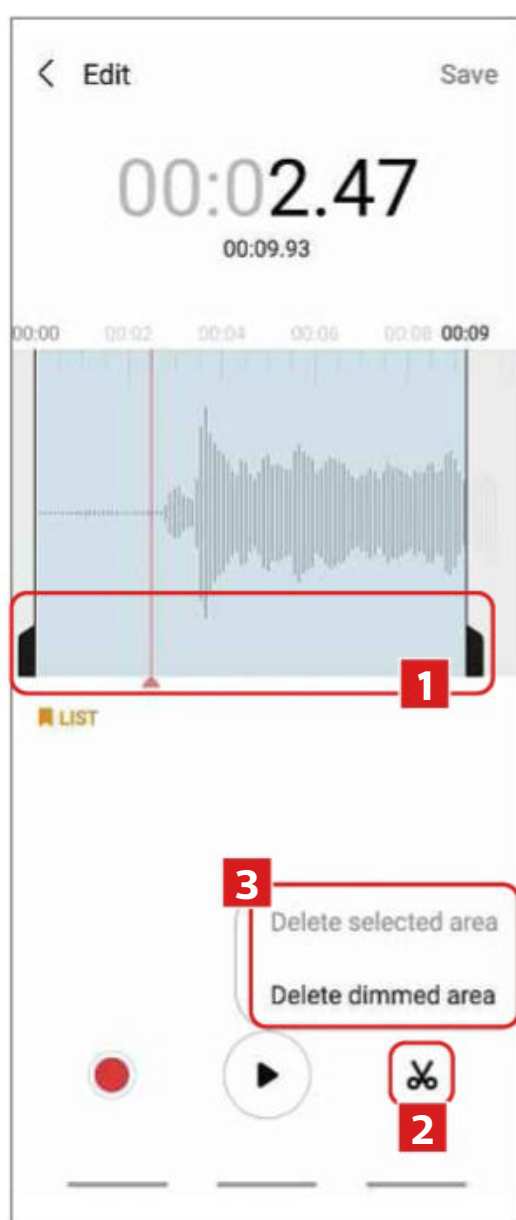 Edit Save
00:02.47
00:09.93
00:00 00:02 00:04 00:06 00:08 00:09
1
LIST
3
Delete selected area
Delete dimmed area
2